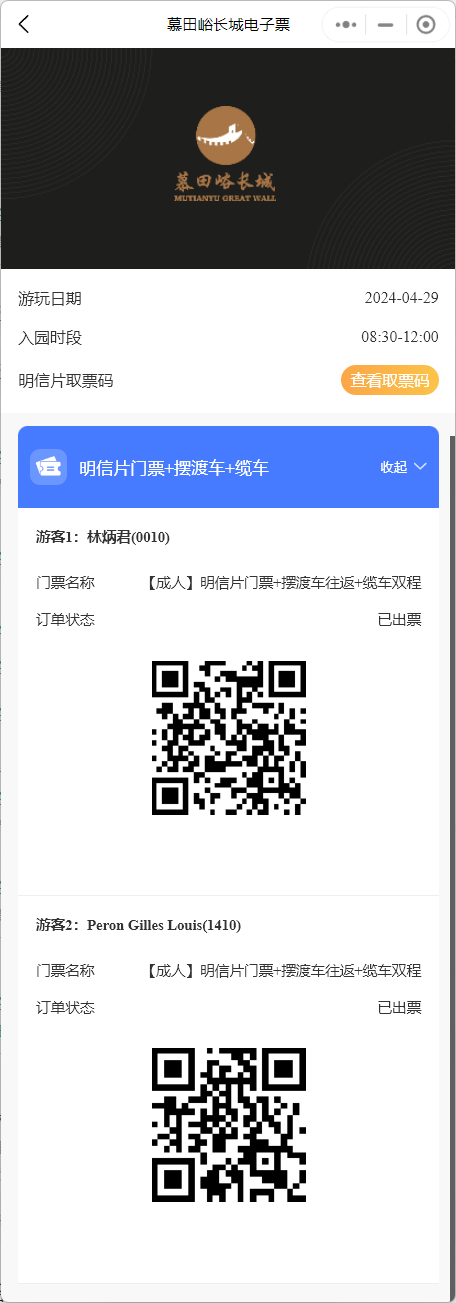 慕田峪长城电子票
慕田峪长城
MUTIANYU GREAT WALL
游玩日期 2024-04-29
入园时段 08:30-12:00
明信片取票码 查看取票码
明信片门票+摆渡车+缆车 收起
游客1：林炳君(0010)
门票名称 【成人】明信片门票+摆渡车往返+缆车双程
订单状态 已出票
游客2：Peron Gilles Louis(1410)
门票名称 【成人】明信片门票+摆渡车往返+缆车双程
订单状态 已出票